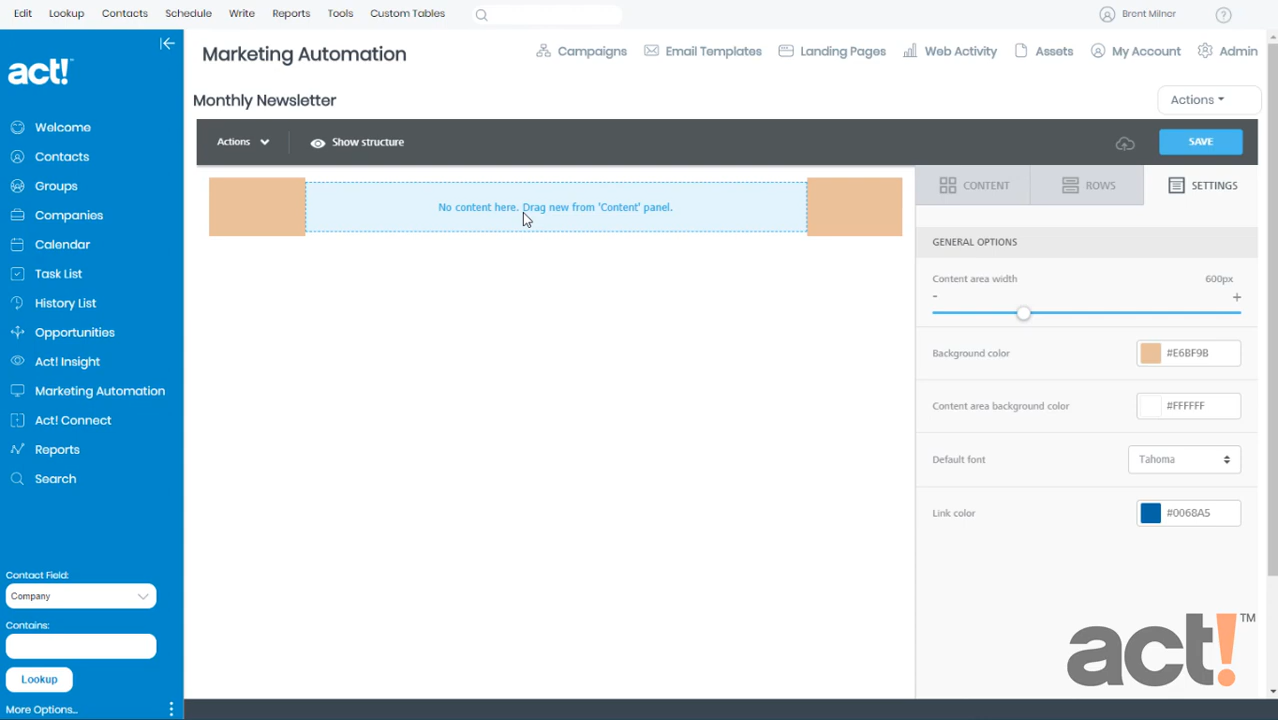 Edit Lookup Contacts Schedule Write Reports Tools Custom Tables Brent Milner ?
act!
Marketing Automation
Campaigns Email Templates Landing Pages Web Activity Assets My Account Admin
Monthly Newsletter
Actions
Welcome
Contacts
Groups
Companies
Calendar
Task List
History List
Opportunities
Act! Insight
Marketing Automation
Act! Connect
Reports
Search
Contact Field:
Company
Contains:
Lookup
More Options...
Actions Show structure SAVE
No content here. Drag new from 'Content' panel.
CONTENT ROWS SETTINGS
GENERAL OPTIONS
Content area width 600px
- +
Background color #E6BF9B
Content area background color #FFFFFF
Default font Tahoma
Link color #0068A5
act! TM